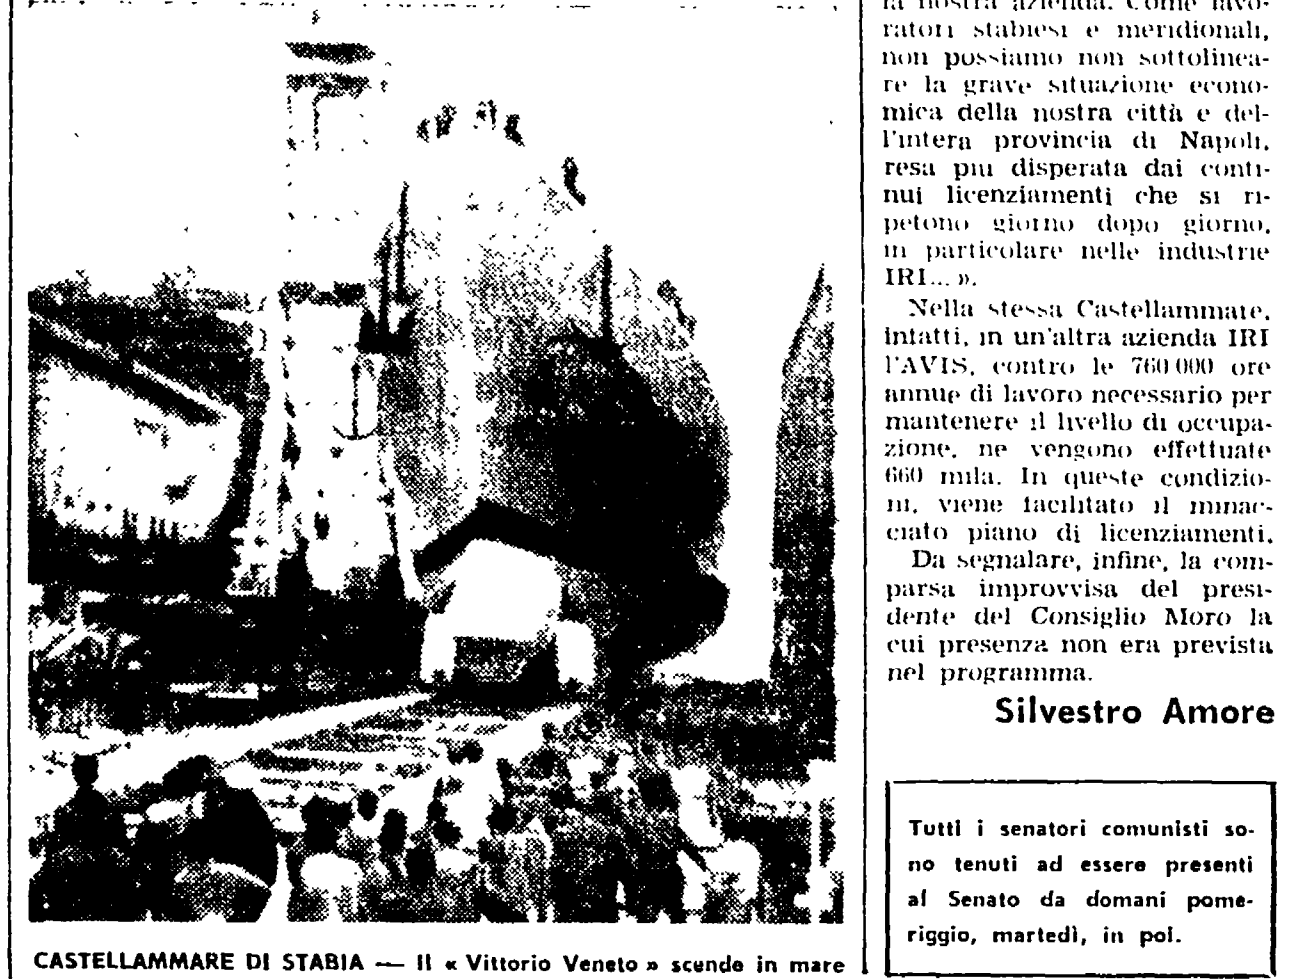 la nostra azienda. Come lavo-
ratori stabiesi e meridionali,
non possiamo non sottolinea-
re la grave situazione econo-
mica della nostra città e del-
l'intera provincia di Napoli,
resa più disperata dai conti-
nui licenziamenti che si ri-
petono giorno dopo giorno,
in particolare nelle industrie
IRI... ».
Nella stessa Castellammare,
infatti, in un'altra azienda IRI
l'AVIS, contro le 760.000 ore
annue di lavoro necessario per
mantenere il livello di occupa-
zione, ne vengono effettuate
660 mila. In queste condizio-
ni, viene facilitato il minac-
ciato piano di licenziamenti.
Da segnalare, infine, la com-
parsa improvvisa del presi-
dente del Consiglio Moro la
cui presenza non era prevista
nel programma.
Silvestro Amore
Tutti i senatori comunisti so-
no tenuti ad essere presenti
al Senato da domani pome-
riggio, martedì, in poi.
CASTELLAMMARE DI STABIA — Il « Vittorio Veneto » scende in mare